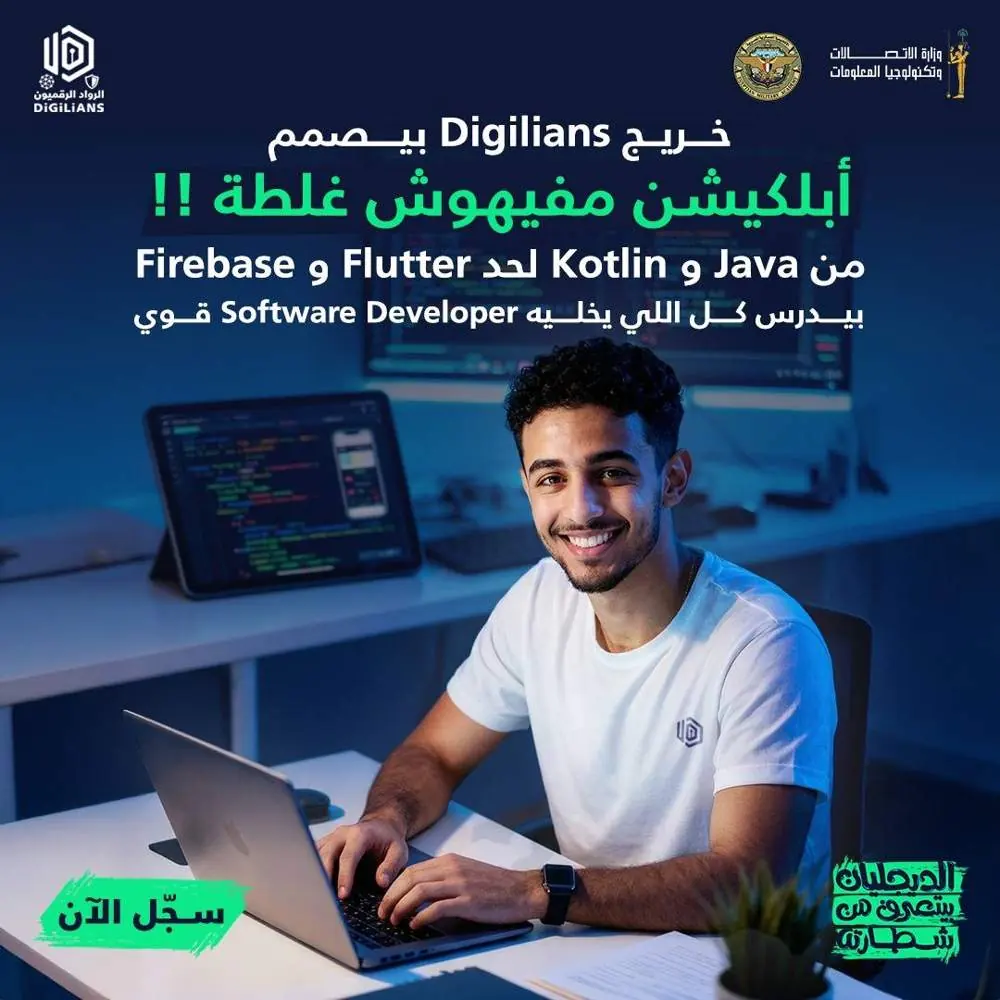 الرواد الرقميون
DiGiLiANS
وزارة الاتصالات
وتكنولوجيا المعلومات
خريج Digilians بيصمم
أبلكيشن مفيهوش غلطة !!
من Java و Kotlin لحد Flutter و Firebase
بيدرس كل اللي يخليه Software Developer قوي
سجّل الآن
الديجليان
بيتعرف من
شطارته